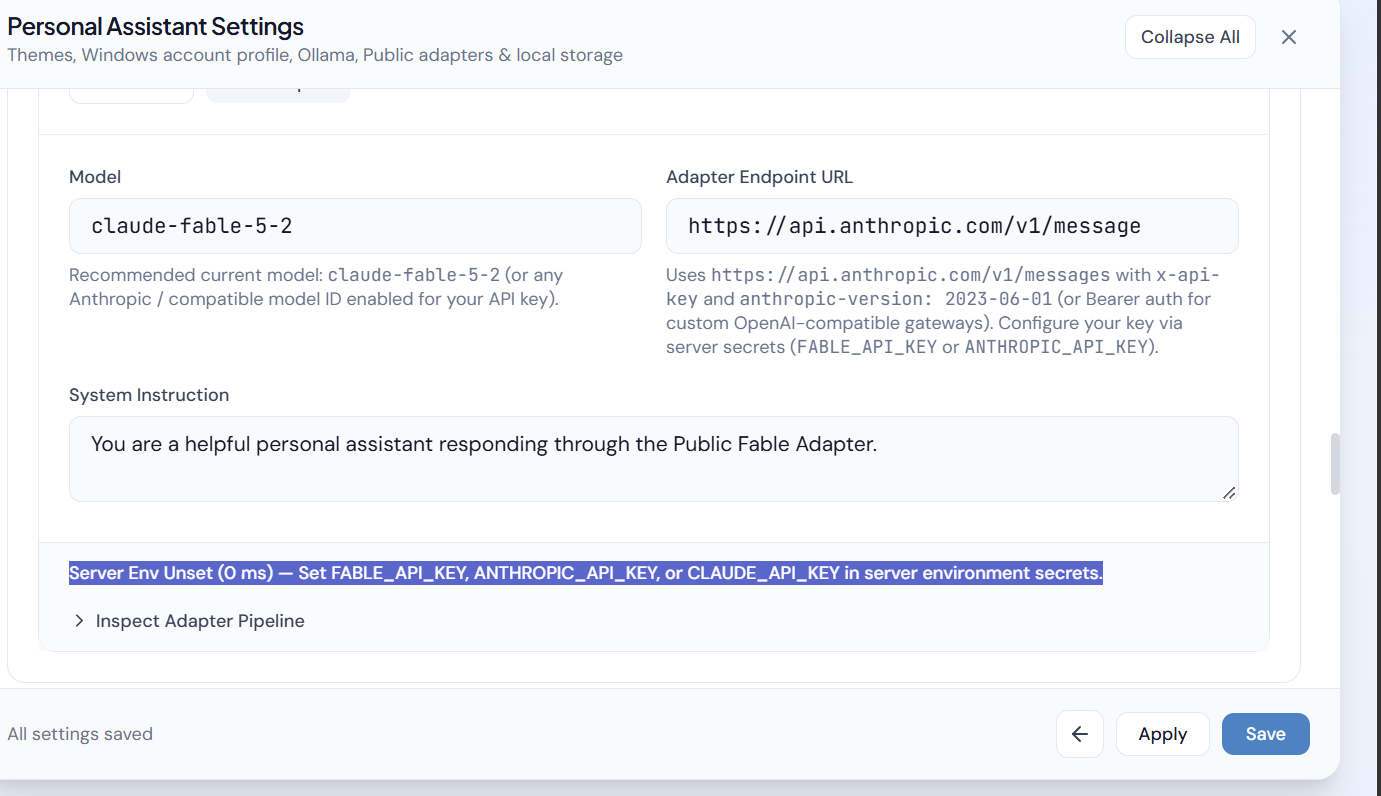 Personal Assistant Settings
Themes, Windows account profile, Ollama, Public adapters & local storage
Collapse All
Model
Adapter Endpoint URL
claude-fable-5-2
https://api.anthropic.com/v1/message
Recommended current model: claude-fable-5-2 (or any
Anthropic / compatible model ID enabled for your API key).
Uses https://api.anthropic.com/v1/messages with x-api-
key and anthropic-version: 2023-06-01 (or Bearer auth for
custom OpenAI-compatible gateways). Configure your key via
server secrets (FABLE_API_KEY or ANTHROPIC_API_KEY).
System Instruction
You are a helpful personal assistant responding through the Public Fable Adapter.
Server Env Unset (0 ms) — Set FABLE_API_KEY, ANTHROPIC_API_KEY, or CLAUDE_API_KEY in server environment secrets.
Inspect Adapter Pipeline
All settings saved
Apply
Save